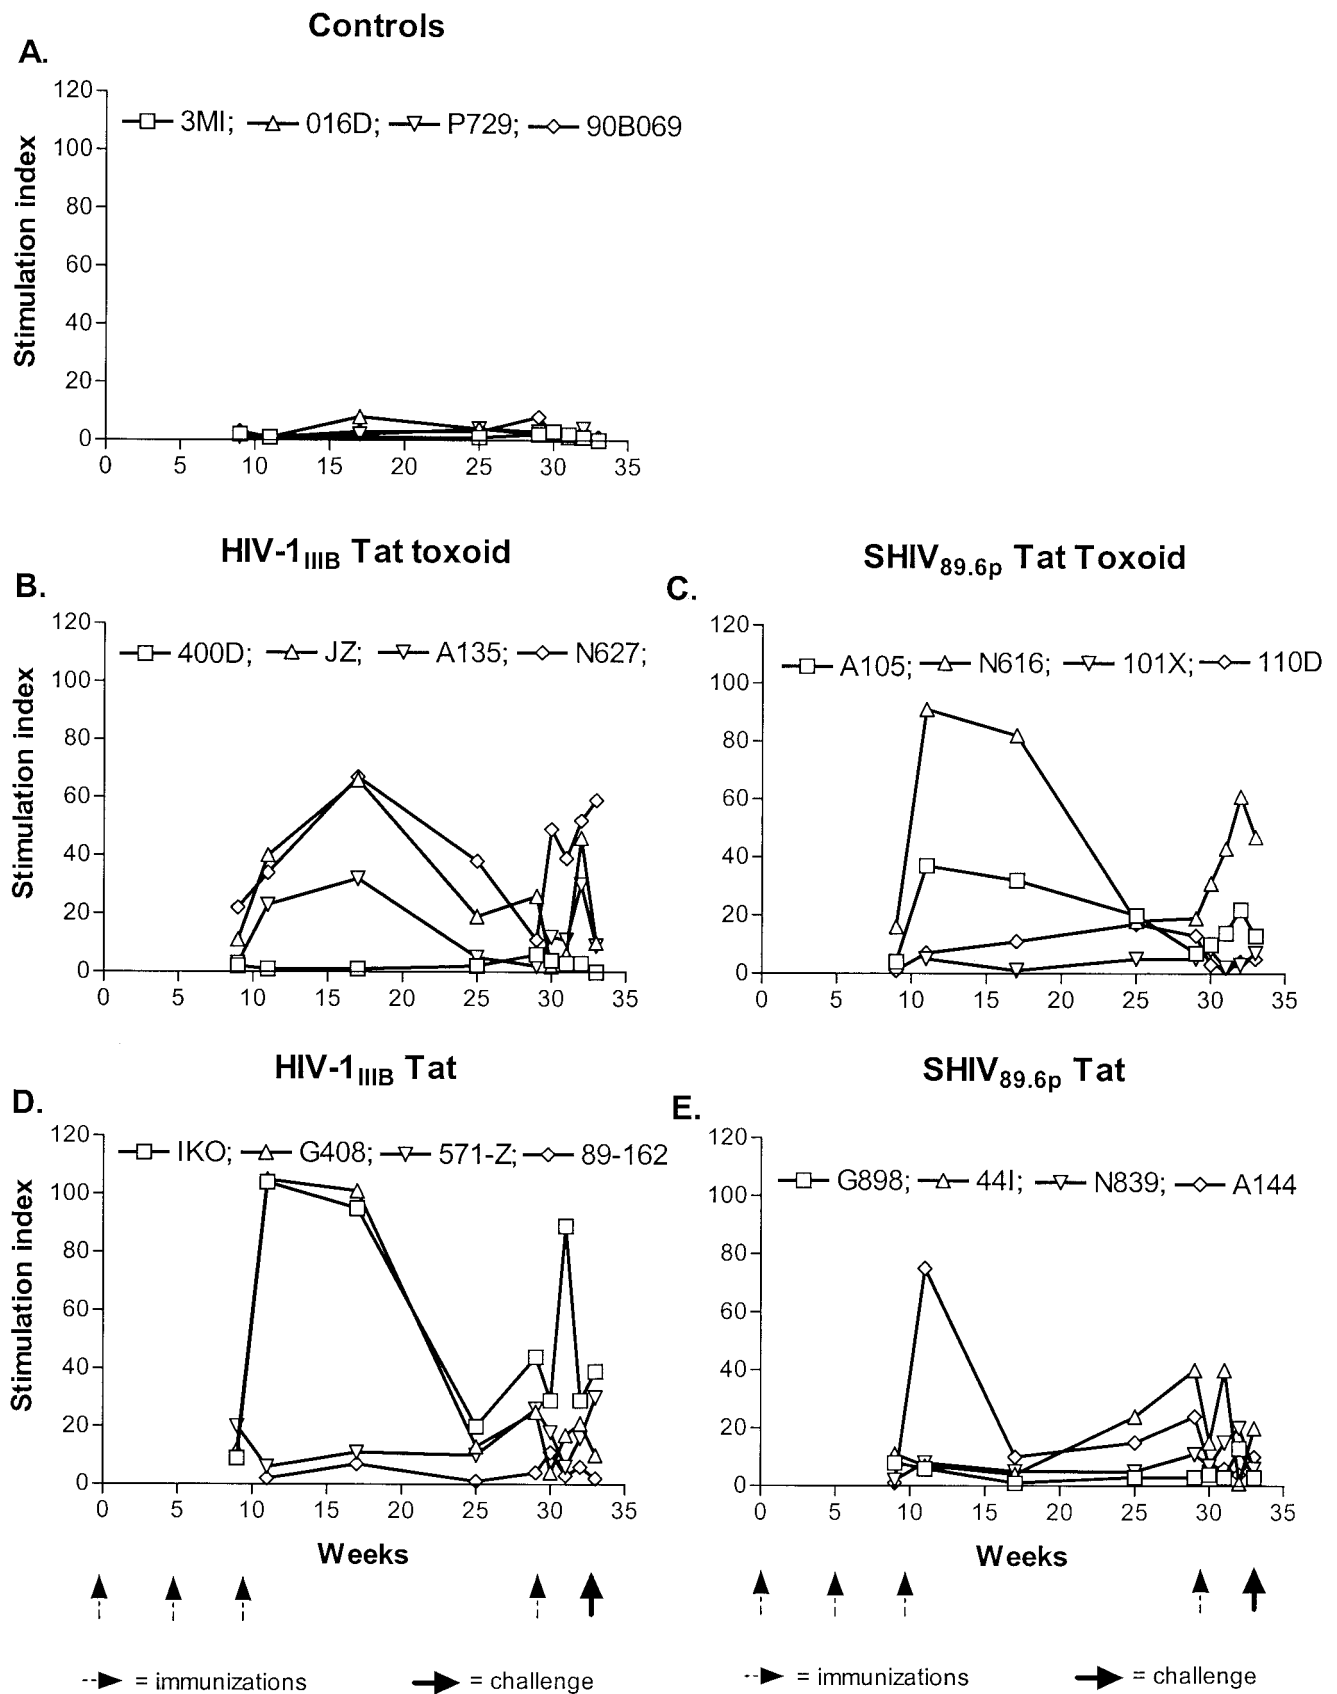 Controls
A.
Stimulation index
120
100
80
60
40
20
0
3MI; 016D; P729; 90B069
0 5 10 15 20 25 30 35
HIV-1IIIB Tat toxoid
B.
Stimulation index
120
100
80
60
40
20
0
400D; JZ; A135; N627;
0 5 10 15 20 25 30 35
SHIV89.6p Tat Toxoid
C.
120
100
80
60
40
20
0
A105; N616; 101X; 110D
0 5 10 15 20 25 30 35
HIV-1IIIB Tat
D.
Stimulation index
120
100
80
60
40
20
0
IKO; G408; 571-Z; 89-162
0 5 10 15 20 25 30 35
Weeks
SHIV89.6p Tat
E.
120
100
80
60
40
20
0
G898; 44I; N839; A144
0 5 10 15 20 25 30 35
Weeks
= immunizations = challenge
= immunizations = challenge